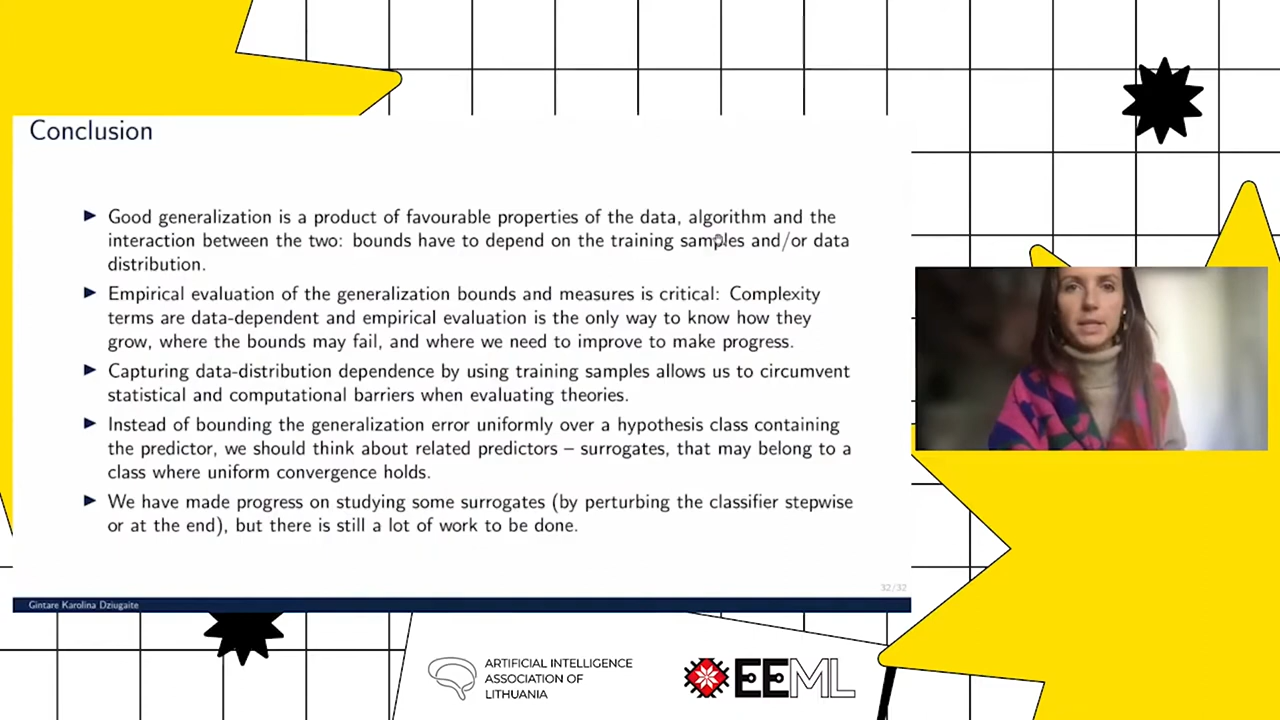 Conclusion
► Good generalization is a product of favourable properties of the data, algorithm and the
interaction between the two: bounds have to depend on the training samples and/or data
distribution.
► Empirical evaluation of the generalization bounds and measures is critical: Complexity
terms are data-dependent and empirical evaluation is the only way to know how they
grow, where the bounds may fail, and where we need to improve to make progress.
► Capturing data-distribution dependence by using training samples allows us to circumvent
statistical and computational barriers when evaluating theories.
► Instead of bounding the generalization error uniformly over a hypothesis class containing
the predictor, we should think about related predictors – surrogates, that may belong to a
class where uniform convergence holds.
► We have made progress on studying some surrogates (by perturbing the classifier stepwise
or at the end), but there is still a lot of work to be done.
32/32
Gintare Karolina Dziugaite
ARTIFICIAL INTELLIGENCE
ASSOCIATION OF
LITHUANIA
EEML